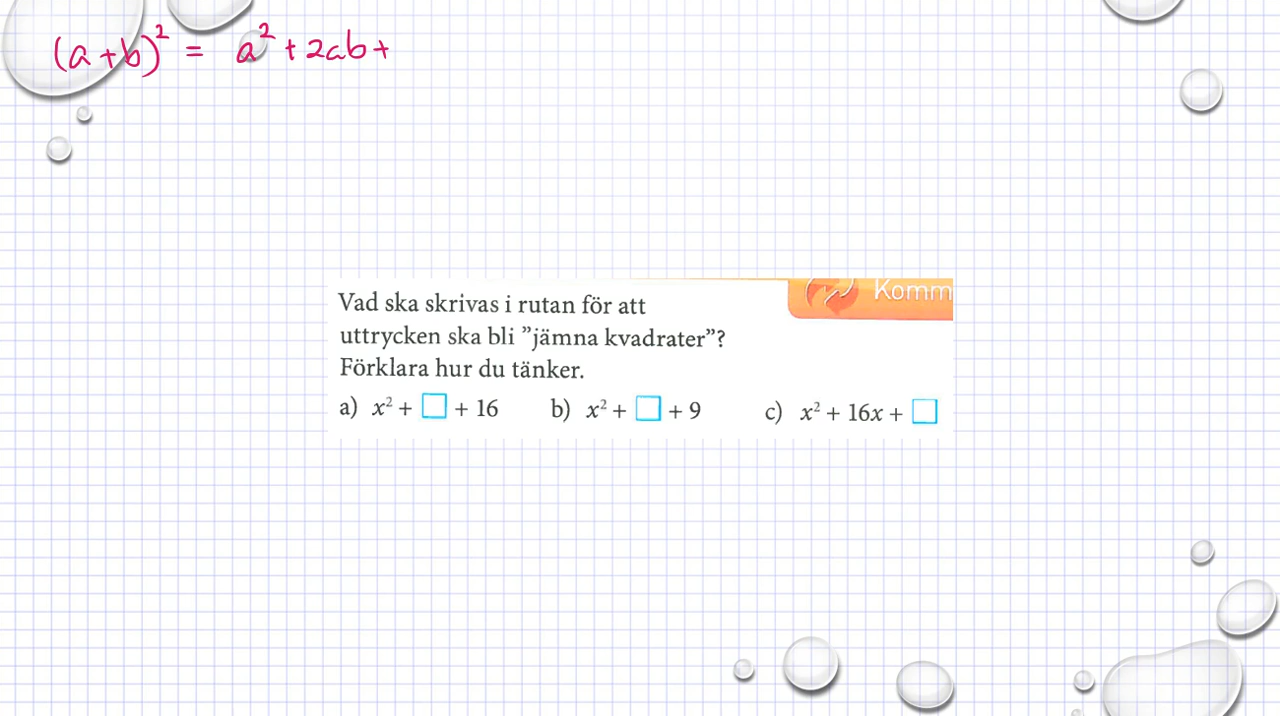 (a+b)² = a² + 2ab +
Komm
Vad ska skrivas i rutan för att
uttrycken ska bli ”jämna kvadrater”?
Förklara hur du tänker.
a) x² + □ + 16 b) x² + □ + 9 c) x² + 16x + □